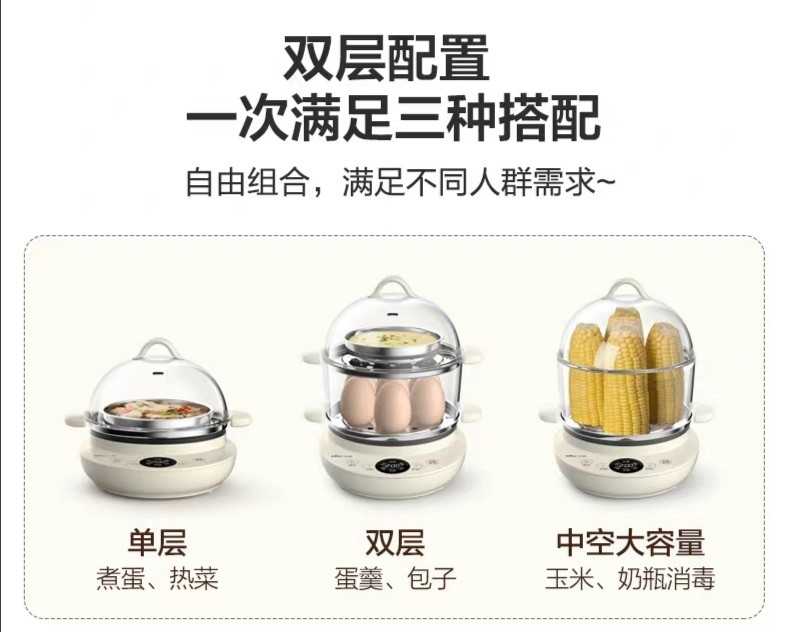 双层配置
一次满足三种搭配
自由组合，满足不同人群需求~
单层
双层
中空大容量
煮蛋、热菜
蛋羹、包子
玉米、奶瓶消毒